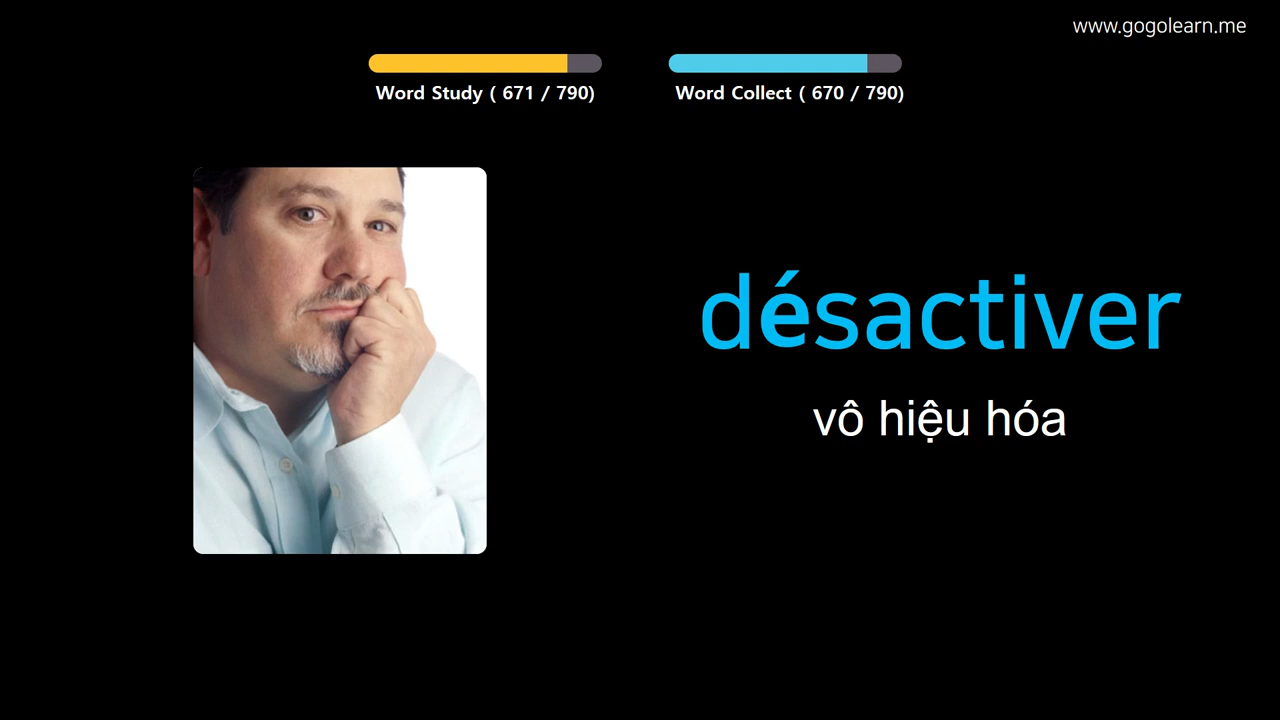 www.gogolearn.me
Word Study ( 671 / 790)
Word Collect ( 670 / 790)
désactiver
vô hiệu hóa